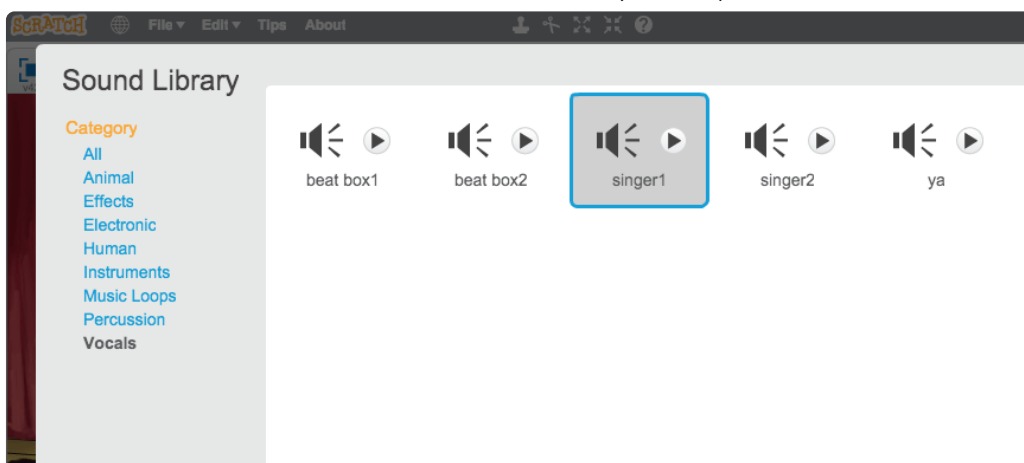 SCRATCH File Edit Tips About
Sound Library
Category
All
Animal
Effects
Electronic
Human
Instruments
Music Loops
Percussion
Vocals
beat box1 beat box2 singer1 singer2 ya